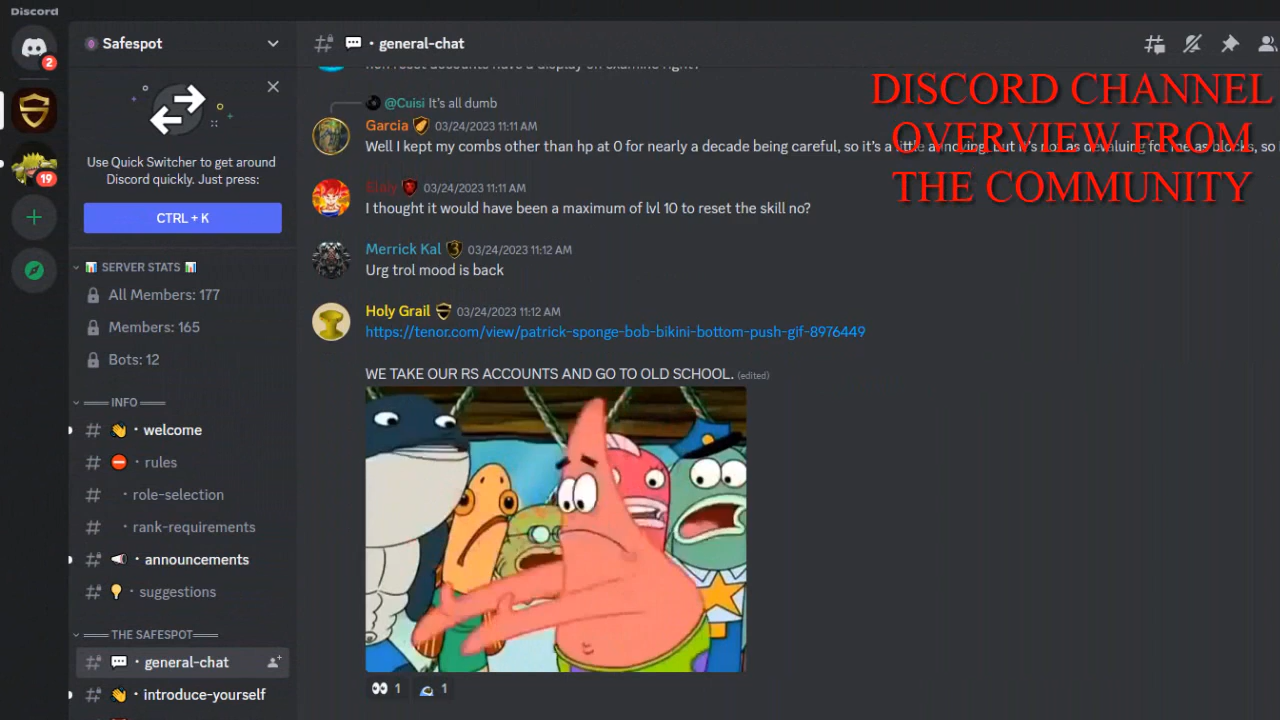 Discord
Safespot
2
19
Use Quick Switcher to get around
Discord quickly. Just press:
CTRL + K
SERVER STATS
All Members: 177
Members: 165
Bots: 12
INFO
welcome
rules
role-selection
rank-requirements
announcements
suggestions
THE SAFESPOT
general-chat
introduce-yourself
general-chat
DISCORD CHANNEL
OVERVIEW FROM
THE COMMUNITY
@Cuisi It's all dumb
Garcia 03/24/2023 11:11 AM
Well I kept my combs other than hp at 0 for nearly a decade being careful, so it's a little annoying, but it's not as devaluing for me as blocks, so
03/24/2023 11:11 AM
I thought it would have been a maximum of lvl 10 to reset the skill no?
Merrick Kal 3 03/24/2023 11:12 AM
Urg trol mood is back
Holy Grail 03/24/2023 11:12 AM
https://tenor.com/view/patrick-sponge-bob-bikini-bottom-push-gif-8976449
WE TAKE OUR RS ACCOUNTS AND GO TO OLD SCHOOL. (edited)
1
1